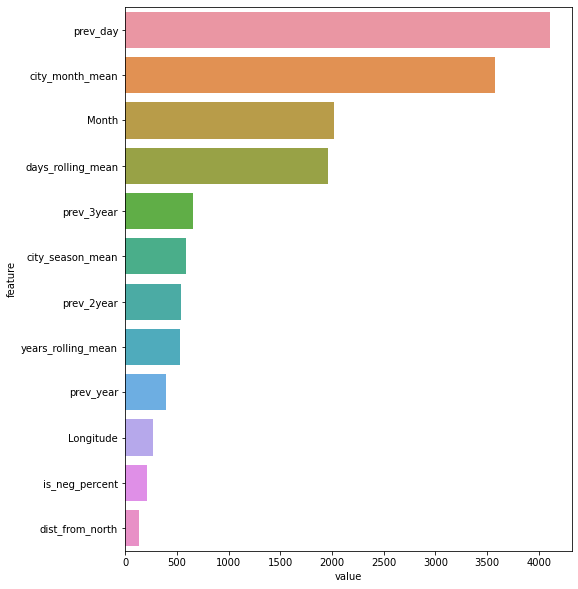 prev_day
city_month_mean
Month
days_rolling_mean
prev_3year
city_season_mean
prev_2year
years_rolling_mean
prev_year
Longitude
is_neg_percent
dist_from_north
feature
0 500 1000 1500 2000 2500 3000 3500 4000
value